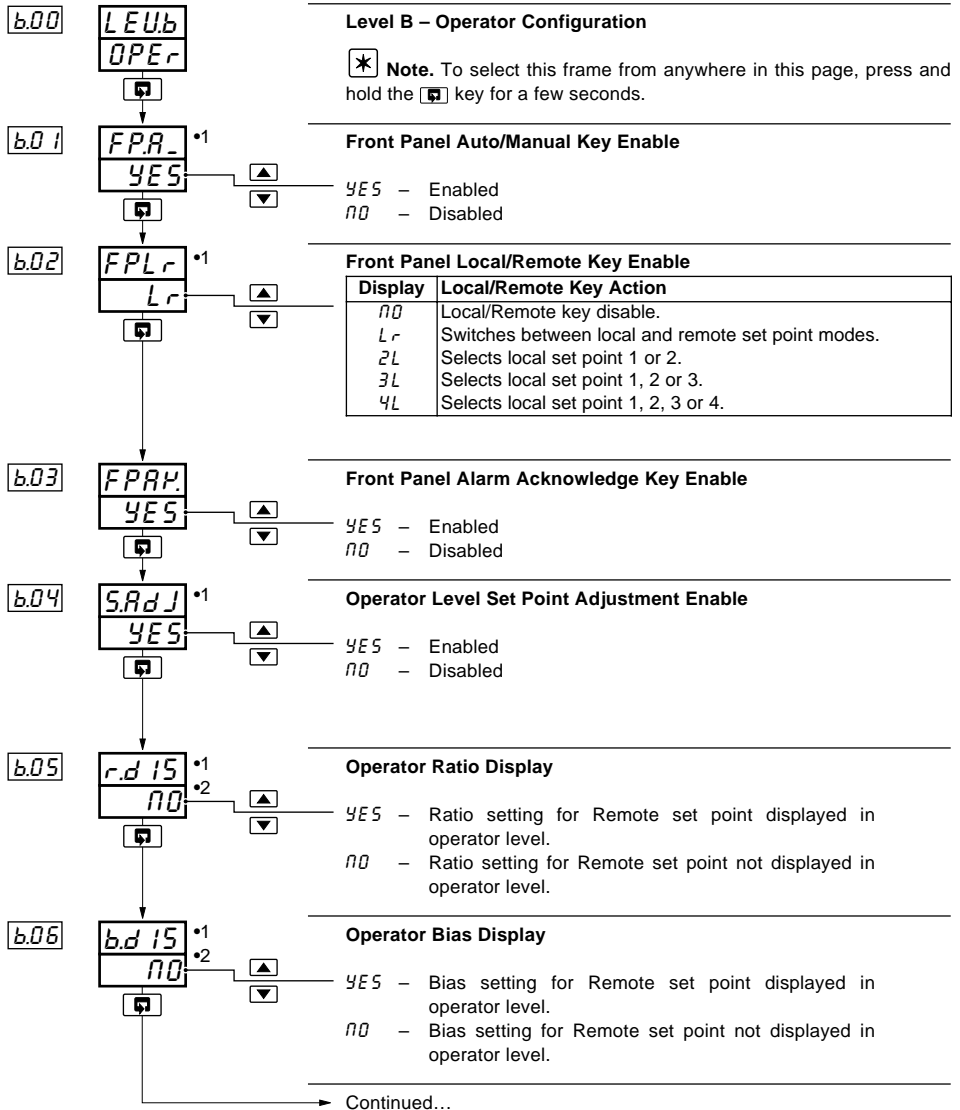 b.00
LEV.b
OPEr
Level B – Operator Configuration
Note. To select this frame from anywhere in this page, press and
hold the key for a few seconds.
b.01
FP.A_ •1
YES
Front Panel Auto/Manual Key Enable
YES – Enabled
NO – Disabled
b.02
FPLr •1
Lr
Front Panel Local/Remote Key Enable
Display Local/Remote Key Action
NO Local/Remote key disable.
Lr Switches between local and remote set point modes.
2L Selects local set point 1 or 2.
3L Selects local set point 1, 2 or 3.
4L Selects local set point 1, 2, 3 or 4.
b.03
FPAK.
YES
Front Panel Alarm Acknowledge Key Enable
YES – Enabled
NO – Disabled
b.04
S.AdJ •1
YES
Operator Level Set Point Adjustment Enable
YES – Enabled
NO – Disabled
b.05
r.dIS •1
NO •2
Operator Ratio Display
YES – Ratio setting for Remote set point displayed in
operator level.
NO – Ratio setting for Remote set point not displayed in
operator level.
b.06
b.dIS •1
NO •2
Operator Bias Display
YES – Bias setting for Remote set point displayed in
operator level.
NO – Bias setting for Remote set point not displayed in
operator level.
Continued…